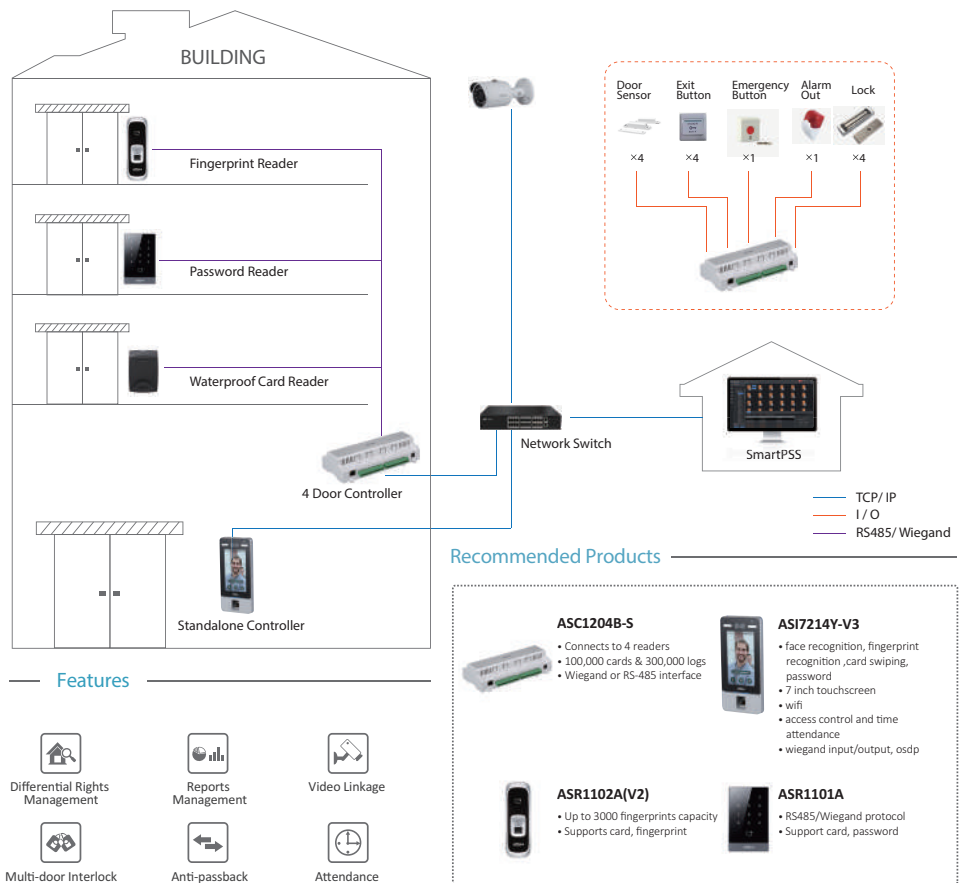 BUILDING
Fingerprint Reader
Password Reader
Waterproof Card Reader
4 Door Controller
Standalone Controller
Door
Sensor
Exit
Button
Emergency
Button
Alarm
Out
Lock
×4
×4
×1
×1
×4
Network Switch
SmartPSS
TCP/ IP
I / O
RS485/ Wiegand
Features
Differential Rights
Management
Reports
Management
Video Linkage
Multi-door Interlock
Anti-passback
Attendance
Recommended Products
ASC1204B-S
• Connects to 4 readers
• 100,000 cards & 300,000 logs
• Wiegand or RS-485 interface
ASI7214Y-V3
• face recognition, fingerprint
recognition ,card swiping,
password
• 7 inch touchscreen
• wifi
• access control and time
attendance
• wiegand input/output, osdp
ASR1102A(V2)
• Up to 3000 fingerprints capacity
• Supports card, fingerprint
ASR1101A
• RS485/Wiegand protocol
• Support card, password